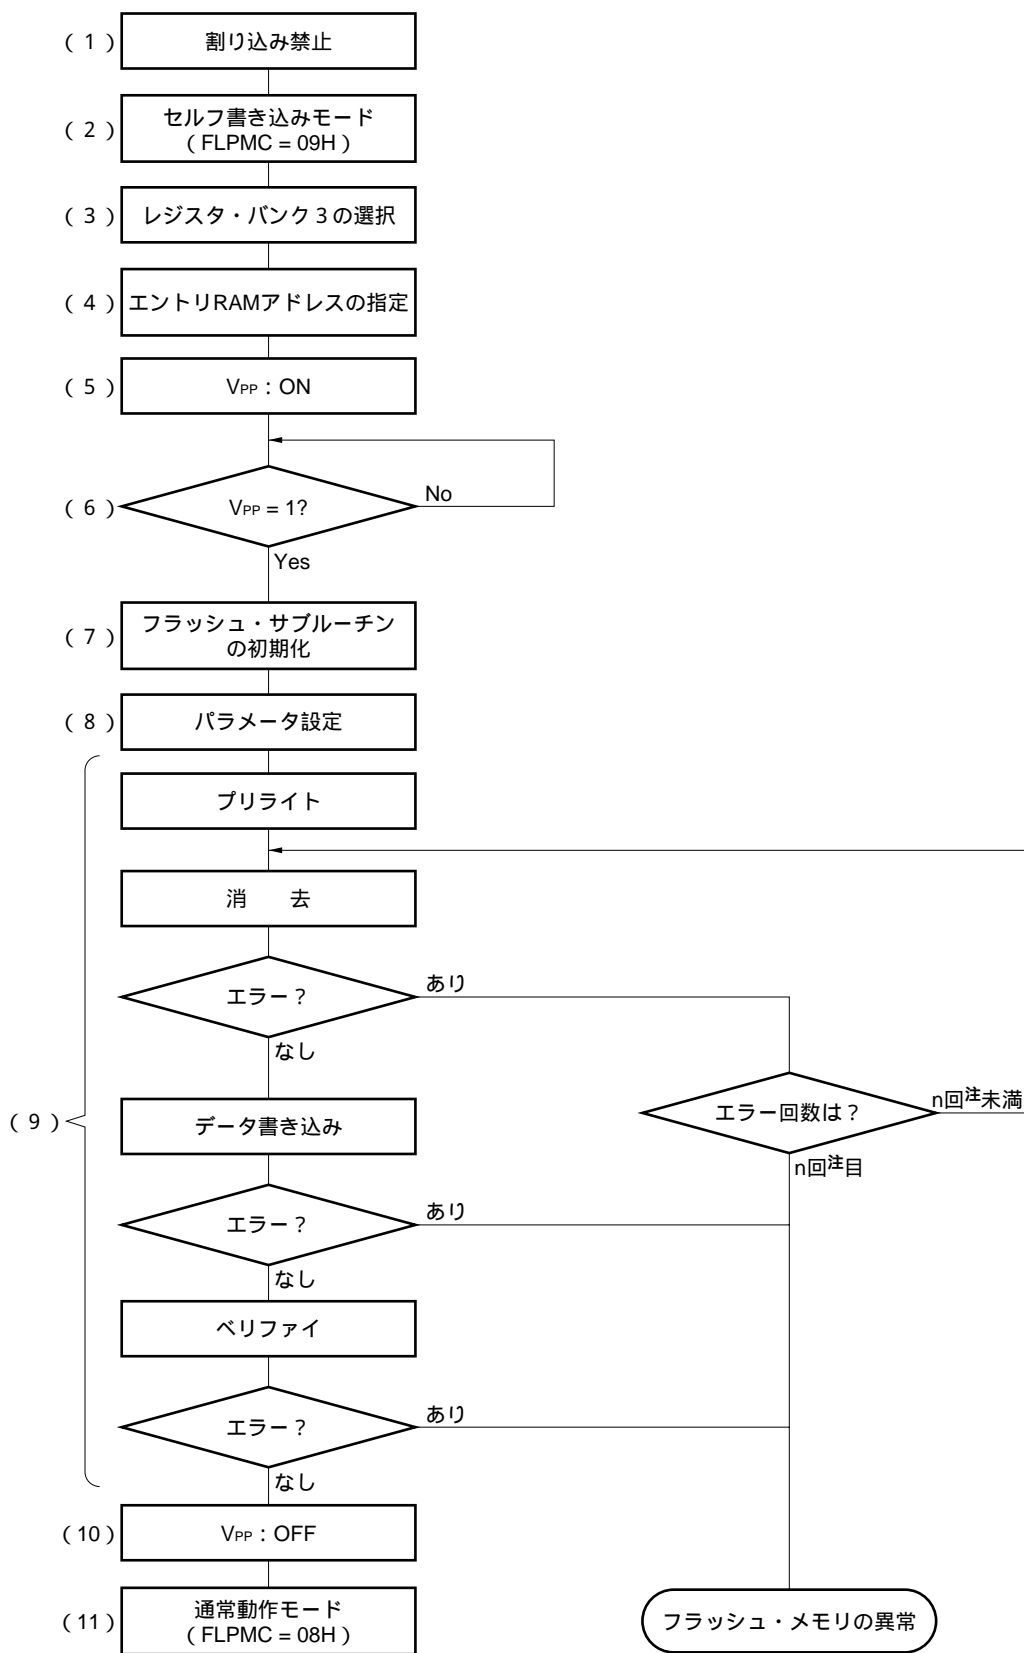 (1) 割り込み禁止
(2) セルフ書き込みモード
(FLPMC = 09H)
(3) レジスタ・バンク3の選択
(4) エントリRAMアドレスの指定
(5) VPP：ON
(6) VPP = 1?
No
Yes
(7) フラッシュ・サブルーチン
の初期化
(8) パラメータ設定
プリライト
消　去
エラー？
あり
なし
エラー回数は？
n回注未満
n回注目
(9)
データ書き込み
エラー？
あり
なし
ベリファイ
エラー？
あり
なし
(10) VPP：OFF
(11) 通常動作モード
(FLPMC = 08H)
フラッシュ・メモリの異常